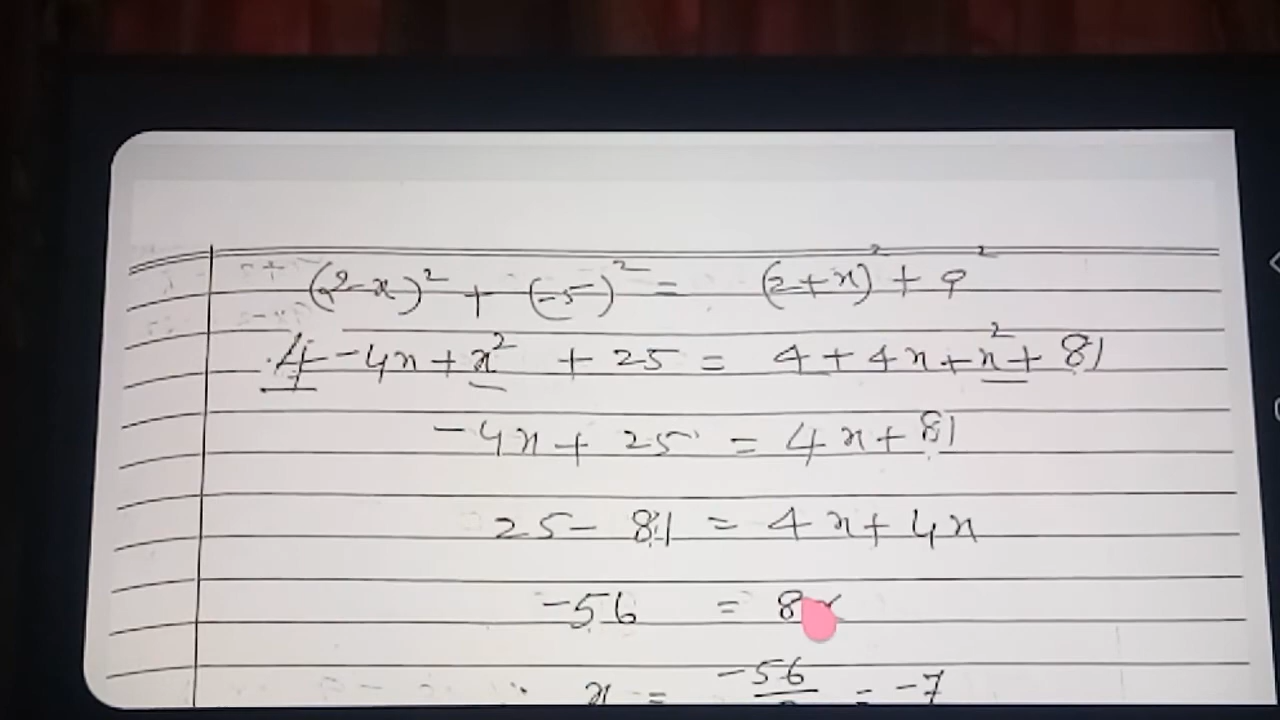 (2-x)² + (-5)² = (2+x)² + 9²
4 - 4x + x² + 25 = 4 + 4x + x² + 81
-4x + 25 = 4x + 81
25 - 81 = 4x + 4x
-56 = 8x
x = -56 = -7